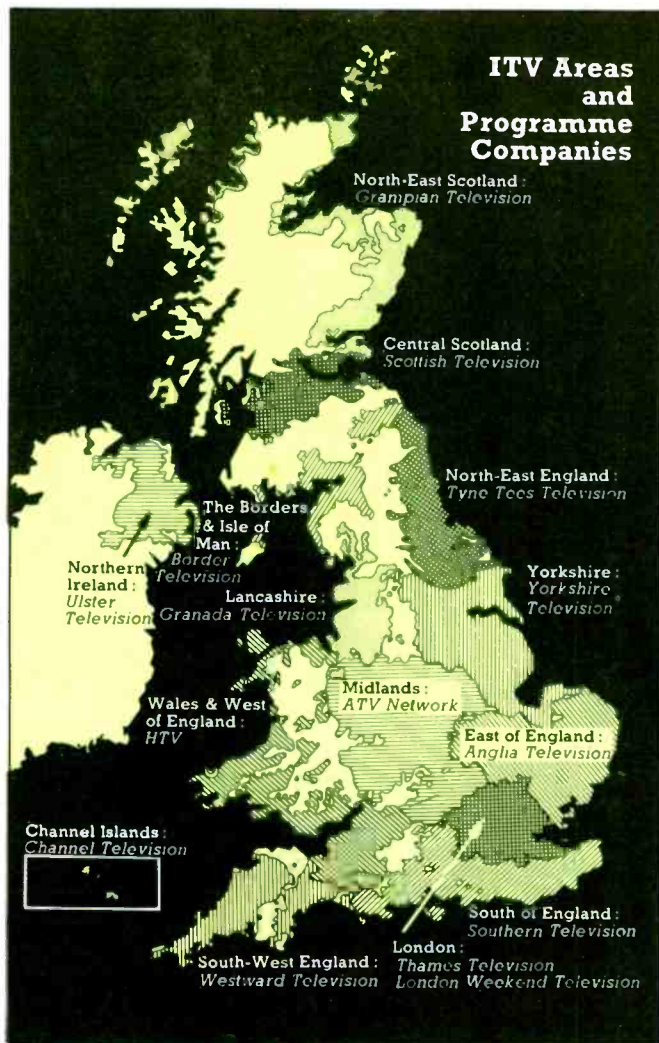 ITV Areas
and
Programme
Companies
North-East Scotland :
Grampian Television
Central Scotland :
Scottish Television
North-East England :
Tyne Tees Television
The Borders
& Isle of
Man :
Border
Television
Northern
Ireland :
Ulster
Television
Lancashire :
Granada Television
Yorkshire :
Yorkshire
Television
Midlands :
ATV Network
Wales & West
of England :
HTV
East of England :
Anglia Television
Channel Islands :
Channel Television
South of England :
Southern Television
London :
Thames Television
London Weekend Television
South-West England :
Westward Television